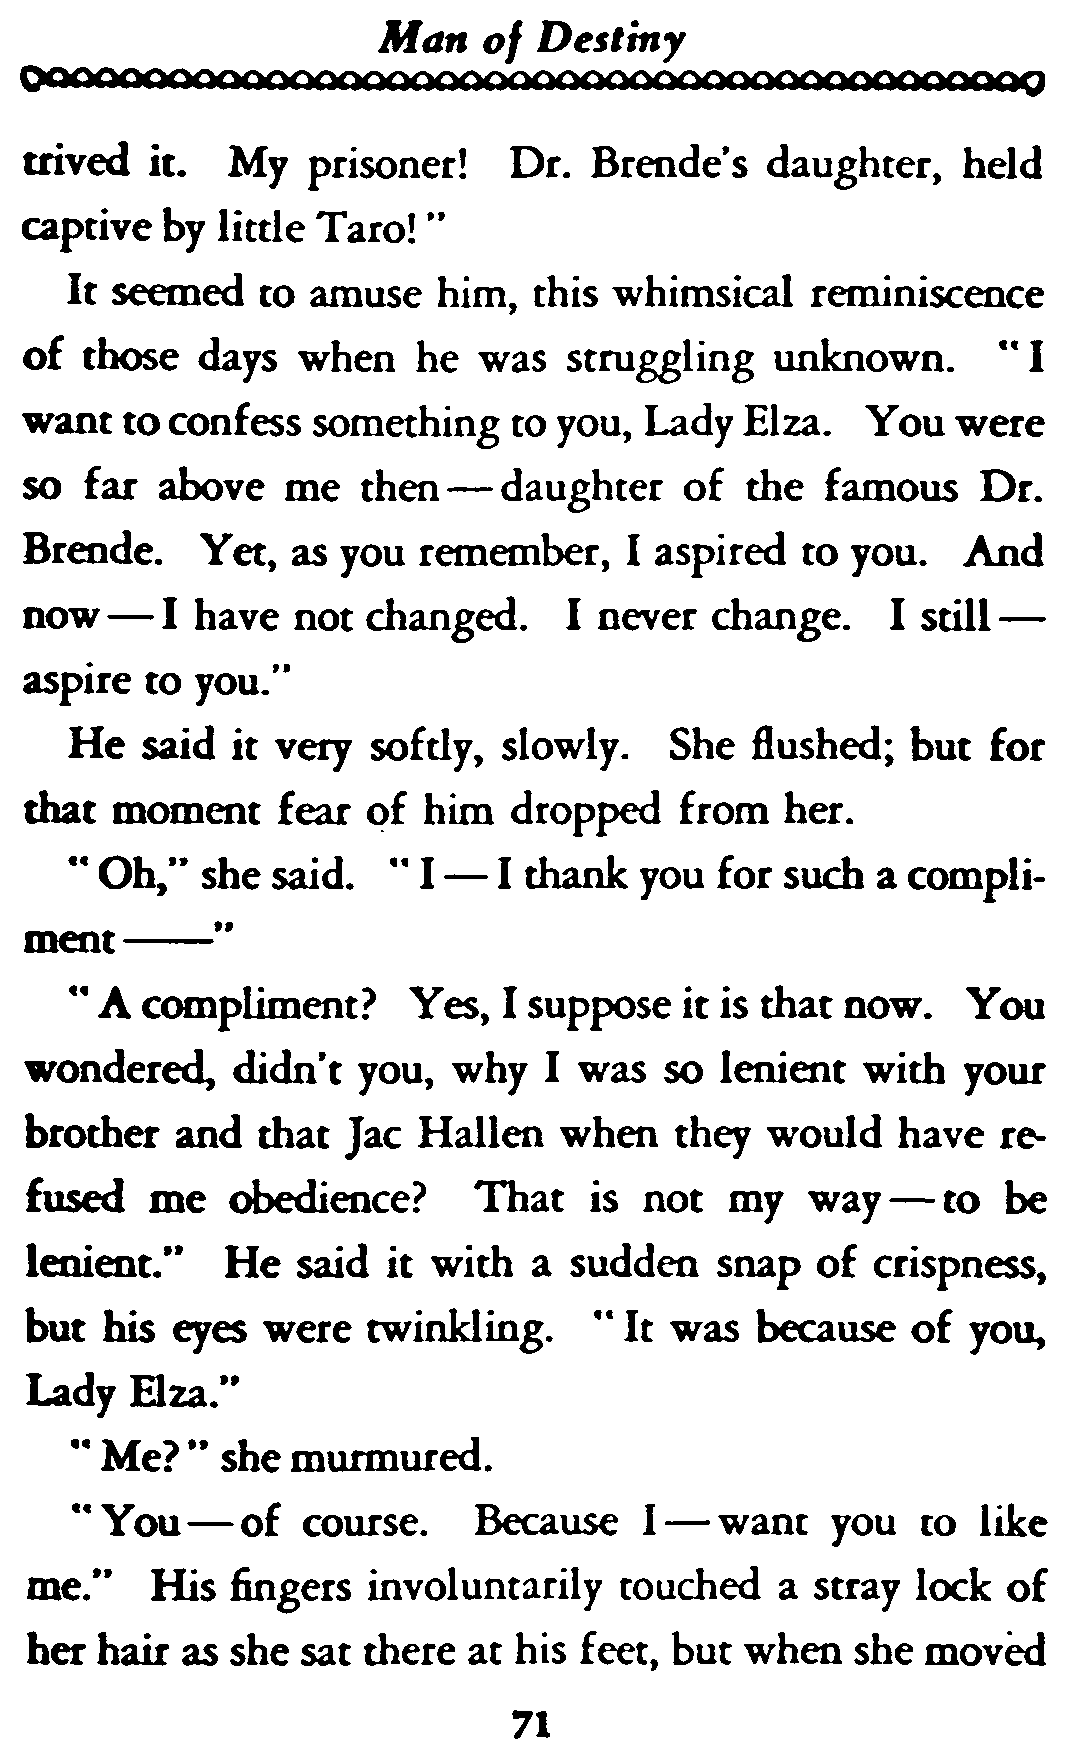 Man of Destiny
trived it. My prisoner! Dr. Brende's daughter, held
captive by little Taro!"
It seemed to amuse him, this whimsical reminiscence
of those days when he was struggling unknown. "I
want to confess something to you, Lady Elza. You were
so far above me then—daughter of the famous Dr.
Brende. Yet, as you remember, I aspired to you. And
now—I have not changed. I never change. I still—
aspire to you."
He said it very softly, slowly. She flushed; but for
that moment fear of him dropped from her.
"Oh," she said. "I—I thank you for such a compli-
ment——"
"A compliment? Yes, I suppose it is that now. You
wondered, didn't you, why I was so lenient with your
brother and that Jac Hallen when they would have re-
fused me obedience? That is not my way—to be
lenient." He said it with a sudden snap of crispness,
but his eyes were twinkling. "It was because of you,
Lady Elza."
"Me?" she murmured.
"You—of course. Because I—want you to like
me." His fingers involuntarily touched a stray lock of
her hair as she sat there at his feet, but when she moved
71